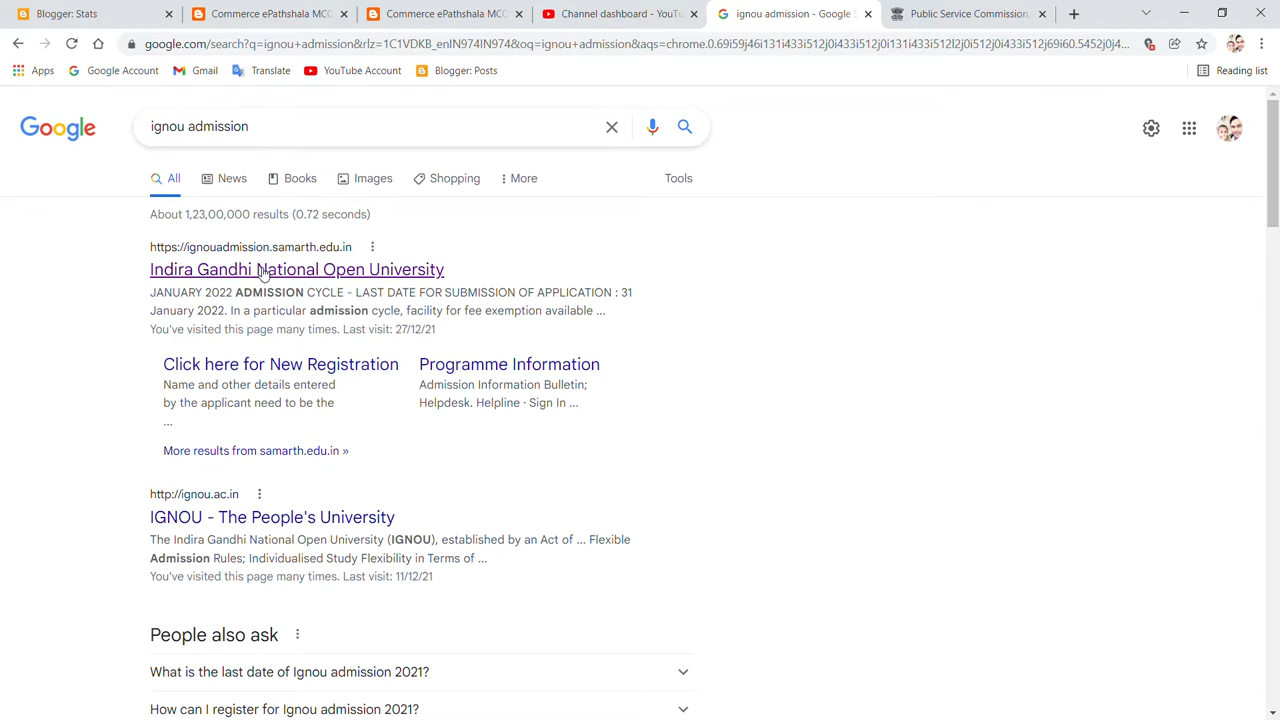 Blogger: Stats
Commerce ePathshala MCO
Commerce ePathshala MCO
Channel dashboard - YouTu
ignou admission - Google S
Public Service Commission,
google.com/search?q=ignou+admission&rlz=1C1VDKB_enIN974IN974&oq=ignou+admission&aqs=chrome.0.69i59j46i131i433i512j0i433i512j0i131i433i512l2j0i512j0i433i512j69i60.5452j0j4...
Apps
Google Account
Gmail
Translate
YouTube Account
Blogger: Posts
Reading list
Google
ignou admission
All
News
Books
Images
Shopping
More
Tools
About 1,23,00,000 results (0.72 seconds)
https://ignouadmission.samarth.edu.in
Indira Gandhi National Open University
JANUARY 2022 ADMISSION CYCLE - LAST DATE FOR SUBMISSION OF APPLICATION : 31
January 2022. In a particular admission cycle, facility for fee exemption available ...
You've visited this page many times. Last visit: 27/12/21
Click here for New Registration
Name and other details entered
by the applicant need to be the
...
Programme Information
Admission Information Bulletin;
Helpdesk. Helpline · Sign In ...
More results from samarth.edu.in »
http://ignou.ac.in
IGNOU - The People's University
The Indira Gandhi National Open University (IGNOU), established by an Act of ... Flexible
Admission Rules; Individualised Study Flexibility in Terms of ...
You've visited this page many times. Last visit: 11/12/21
People also ask
What is the last date of Ignou admission 2021?
How can I register for Ignou admission 2021?